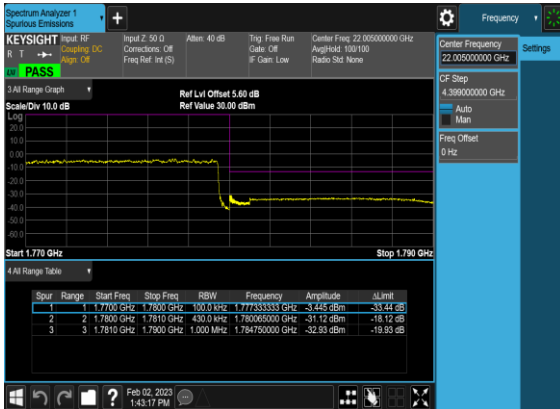 Spectrum Analyzer 1
Spurious Emissions
+
Frequency
KEYSIGHT Input: RF Input Z: 50 Ω Atten: 40 dB Trig: Free Run Center Freq: 22.005000000 GHz
R T Coupling: DC Corrections: Off Gate: Off Avg|Hold: 100/100
Align: Off Freq Ref: Int (S) IF Gain: Low Radio Std: None
PASS
Center Frequency
22.005000000 GHz
Settings
CF Step
4.399000000 GHz
Auto
Man
Freq Offset
0 Hz
3 All Range Graph
Ref Lvl Offset 5.60 dB
Scale/Div 10.0 dB Ref Value 30.00 dBm
Log
20.0
10.0
0.00
-10.0
-20.0
-30.0
-40.0
-50.0
-60.0
Start 1.770 GHz Stop 1.790 GHz
4 All Range Table
Spur Range Start Freq Stop Freq RBW Frequency Amplitude ΔLimit
1 1 1.7700 GHz 1.7800 GHz 100.0 kHz 1.777333333 GHz -3.445 dBm -33.44 dB
2 2 1.7800 GHz 1.7810 GHz 430.0 kHz 1.780065000 GHz -31.12 dBm -18.12 dB
3 3 1.7810 GHz 1.7900 GHz 1.000 MHz 1.784750000 GHz -32.93 dBm -19.93 dB
?
Feb 02, 2023
1:43:17 PM